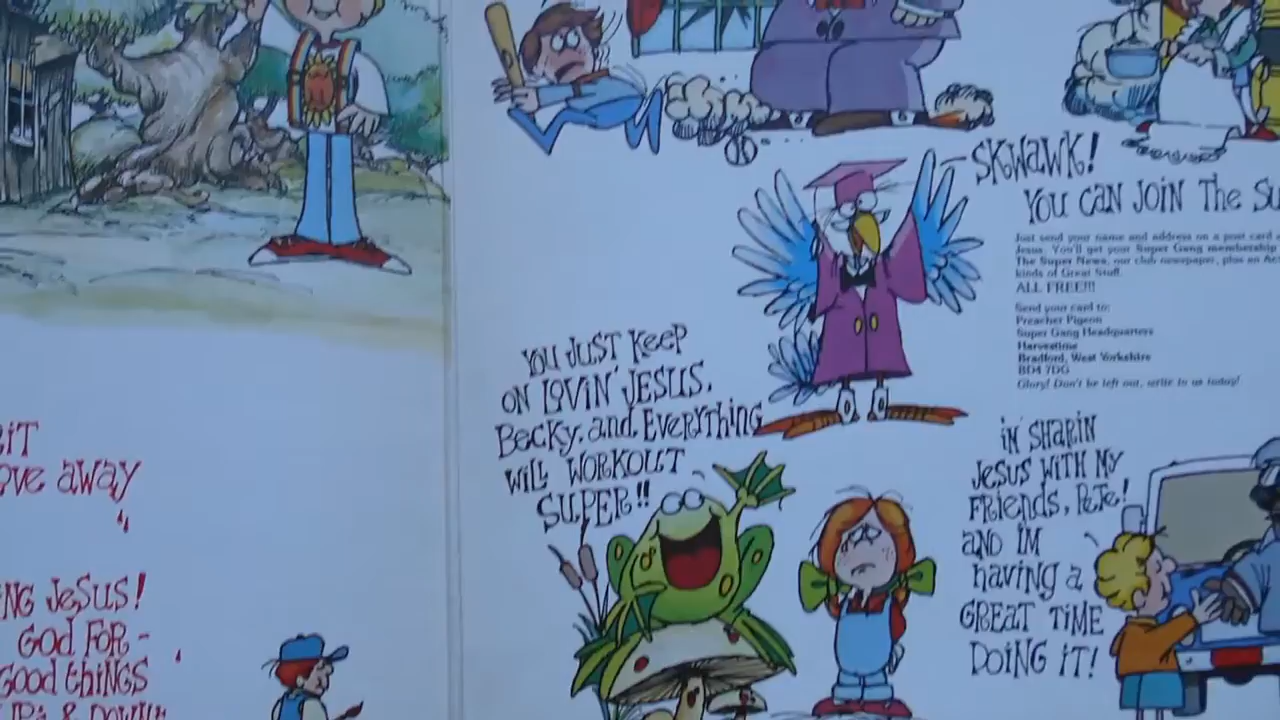 SKWAWK!
YOU CAN JOIN THE SU
Just send your name and address on a post card
Jesus. You'll get your Super Gang membership
The Super News, our club newspaper, plus an
kinds of Great Stuff.
ALL FREE!!!
Send your card to:
Preacher Pigeon
Super Gang Headquarters
Harvestime
Bradford, West Yorkshire
BD4 7DG
Glory! Don't be left out, write to us today!
YOU JUST KEEP
ON LOVIN' JESUS,
BECKY, and EVERYTHING
WILL WORKOUT
SUPER!!
IN SHARIN
JESUS WITH MY
FRIENDS, PETE!
AND IM
having a
GREAT TIME
DOING IT!
away
JESUS!
GOD FOR-
GOOD THINGS